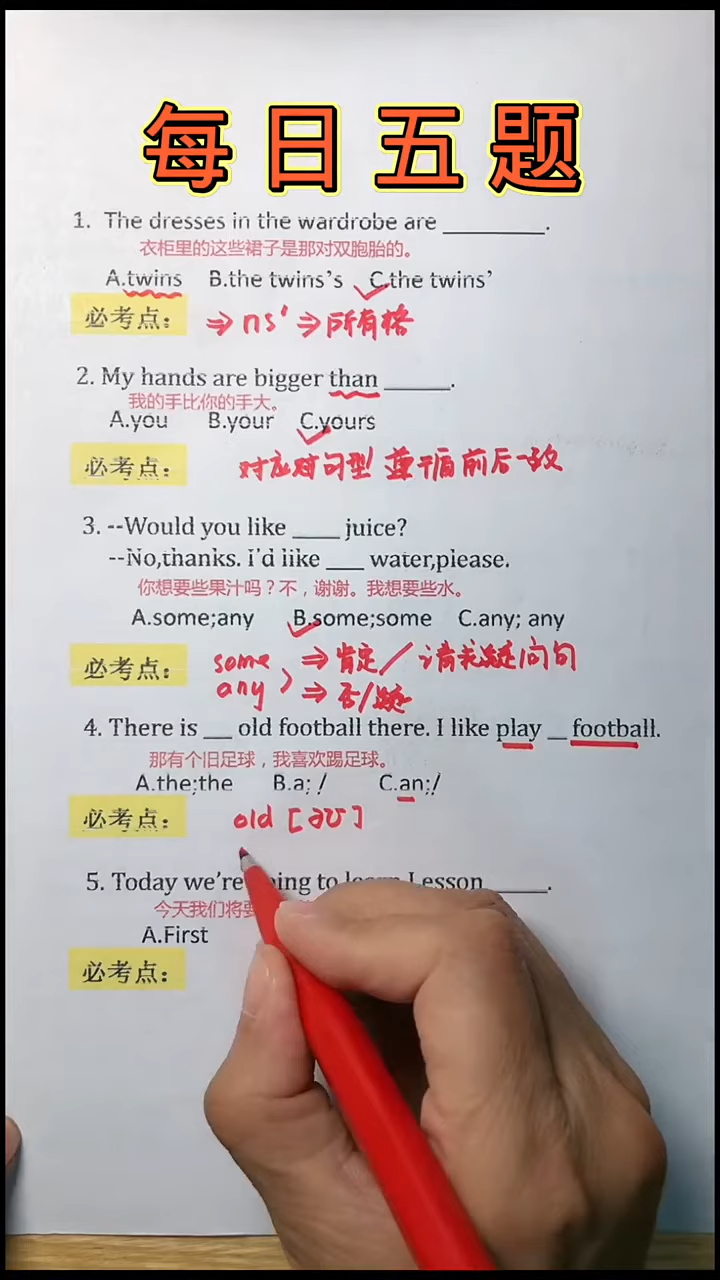 每日五题
1. The dresses in the wardrobe are ________.
衣柜里的这些裙子是那对双胞胎的。
A.twins B.the twins's C.the twins'
必考点: ⇒ ns' ⇒ 所有格
2. My hands are bigger than ______.
我的手比你的手大。
A.you B.your C.yours
必考点: 对应对句型 前后一致
3. --Would you like ____ juice?
--No,thanks. I'd like ___ water,please.
你想要些果汁吗?不,谢谢。我想要些水。
A.some;any B.some;some C.any; any
必考点: some ⇒ 肯定/请求疑问句
any ⇒ 否/疑
4. There is __ old football there. I like play _ football.
那有个旧足球,我喜欢踢足球。
A.the;the B.a; / C.an;/
必考点: old [əʊ]
5. Today we're going to learn Lesson _____.
今天我们将要
A.First
必考点: